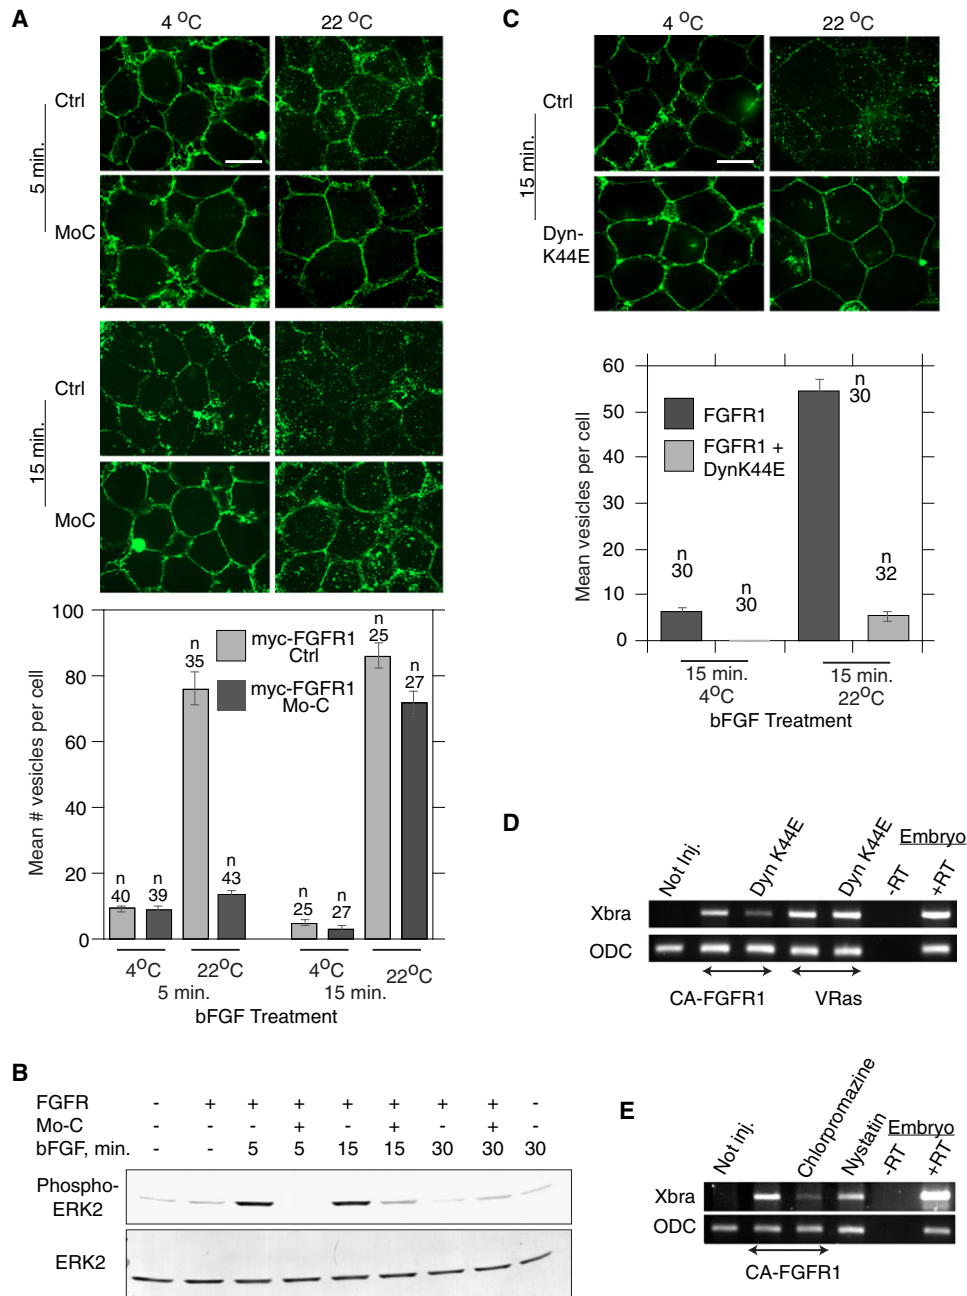 A
4 °C
22 °C
Ctrl
5 min.
MoC
Ctrl
15 min.
MoC
Mean # vesicles per cell
100
80
60
40
20
0
myc-FGFR1
Ctrl
myc-FGFR1
Mo-C
n
40
n
39
n
35
n
43
n
25
n
27
n
25
n
27
4°C
22°C
4°C
22°C
5 min.
15 min.
bFGF Treatment
B
FGFR - + + + + + + + -
Mo-C - - - + - + - + -
bFGF, min. - - 5 5 15 15 30 30 30
Phospho-
ERK2
ERK2
C
4 °C
22 °C
Ctrl
15 min.
Dyn-
K44E
Mean vesicles per cell
60
50
40
30
20
10
0
FGFR1
FGFR1 +
DynK44E
n
30
n
30
n
30
n
32
15 min.
4°C
15 min.
22°C
bFGF Treatment
D
Not Inj.
Dyn K44E
Dyn K44E
Embryo
-RT
+RT
Xbra
ODC
CA-FGFR1
VRas
E
Not inj.
Chlorpromazine
Nystatin
Embryo
-RT
+RT
Xbra
ODC
CA-FGFR1